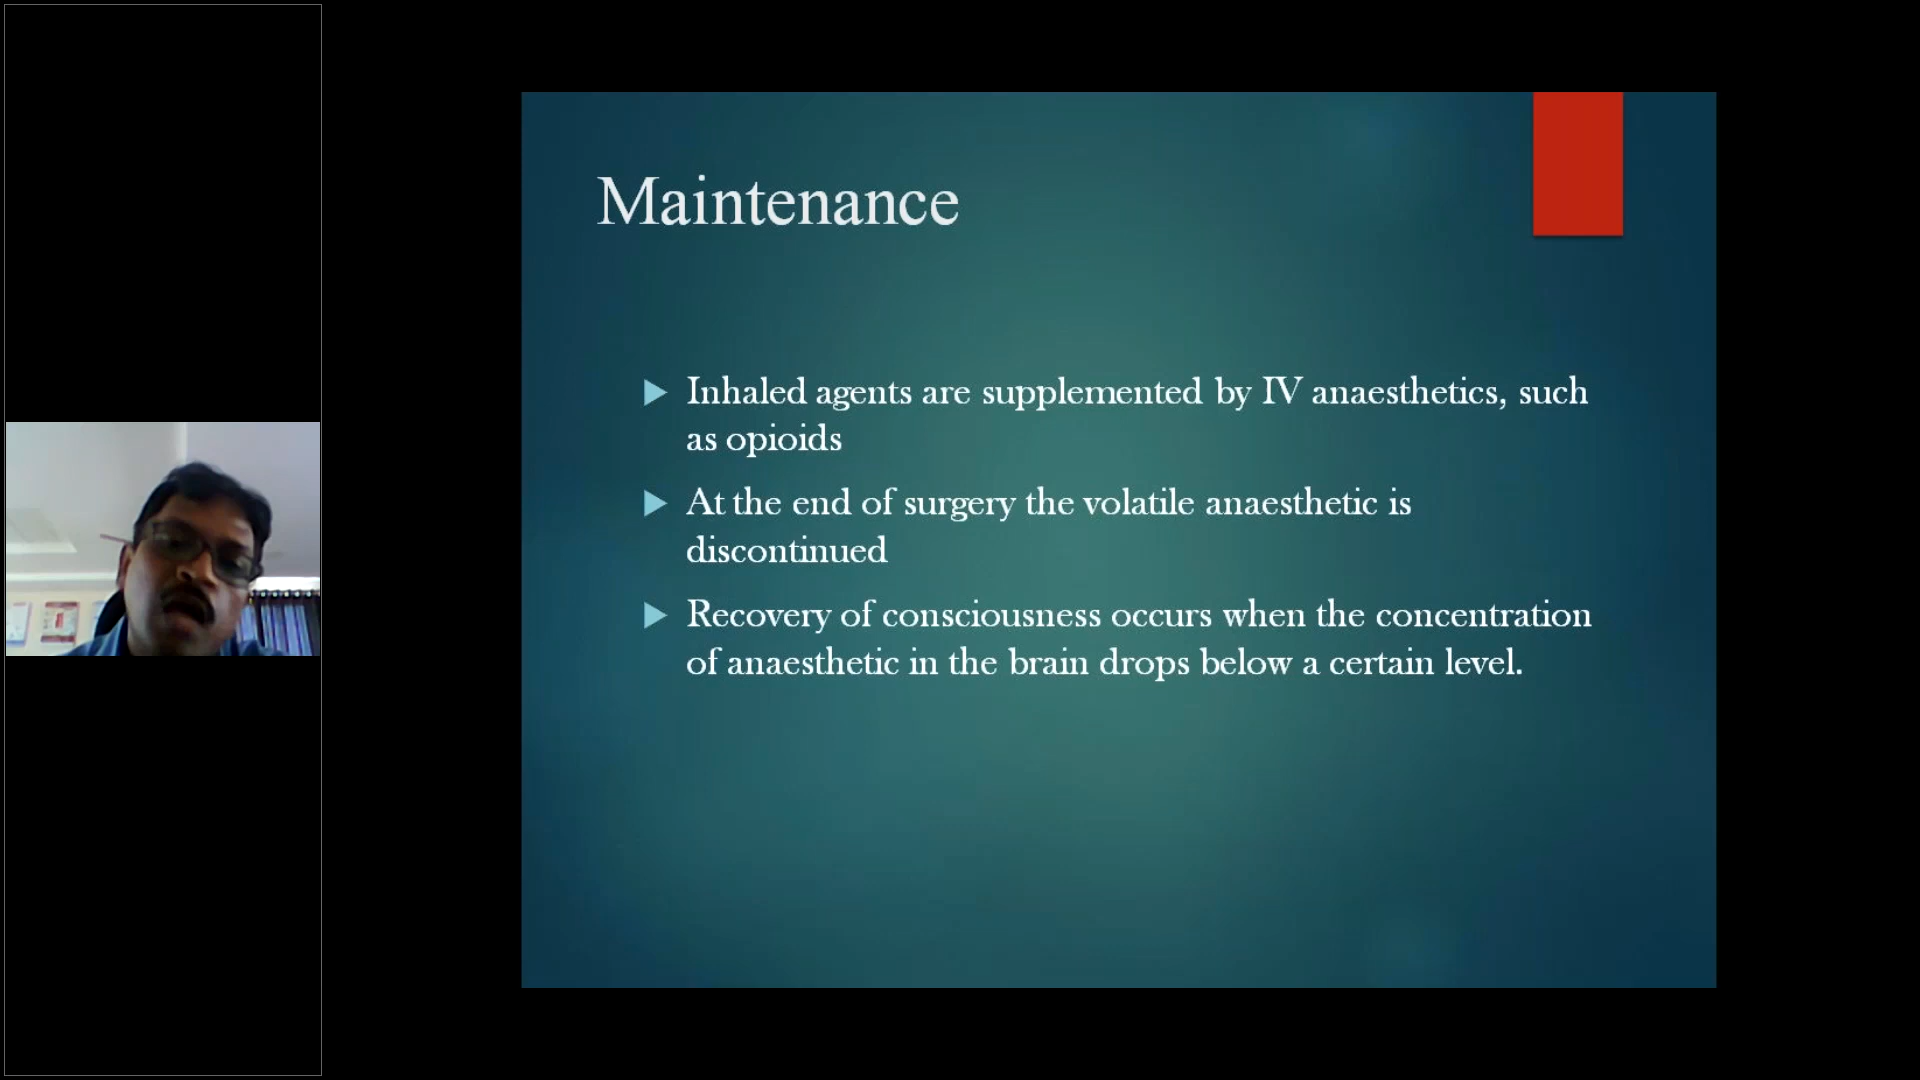 Maintenance
Inhaled agents are supplemented by IV anaesthetics, such
as opioids
At the end of surgery the volatile anaesthetic is
discontinued
Recovery of consciousness occurs when the concentration
of anaesthetic in the brain drops below a certain level.